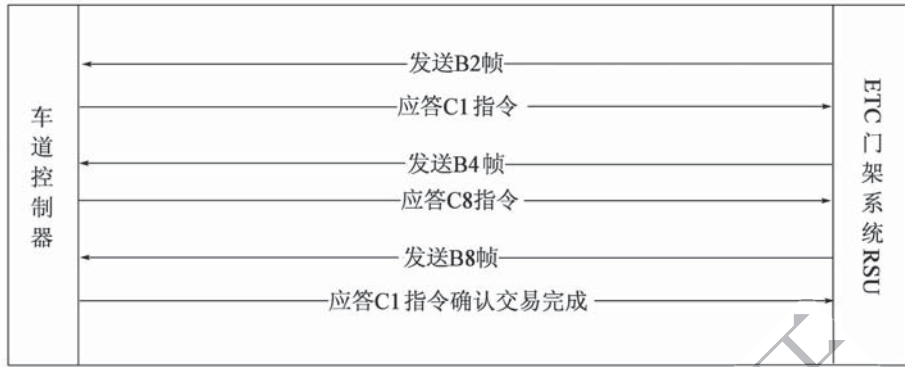 车道控制器
发送B2帧
应答C1指令
发送B4帧
应答C8指令
发送B8帧
应答C1指令确认交易完成
ETC门架系统RSU